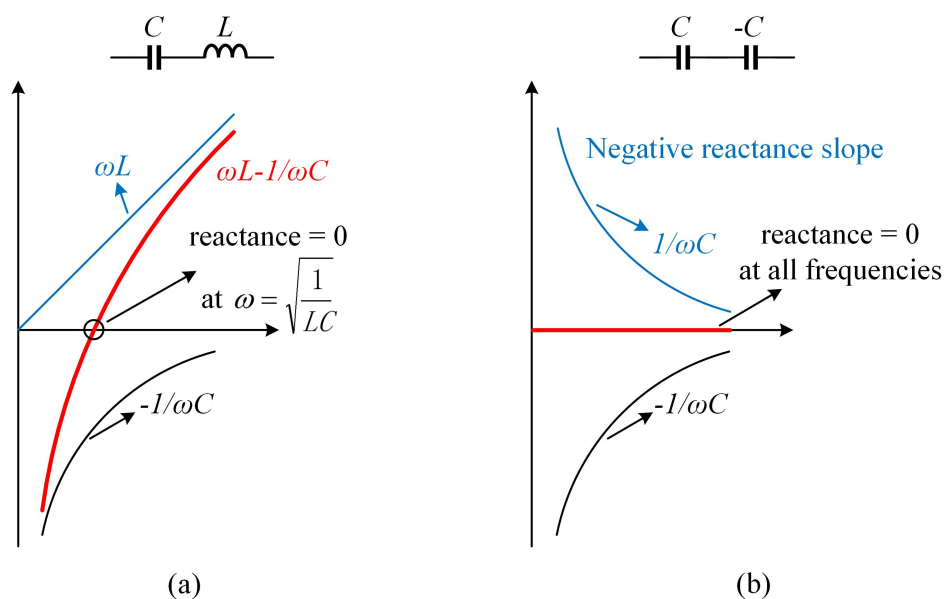 C L
ωL
ωL-1/ωC
reactance = 0
at ω = √(1/LC)
-1/ωC
(a)
C -C
Negative reactance slope
1/ωC
reactance = 0
at all frequencies
-1/ωC
(b)